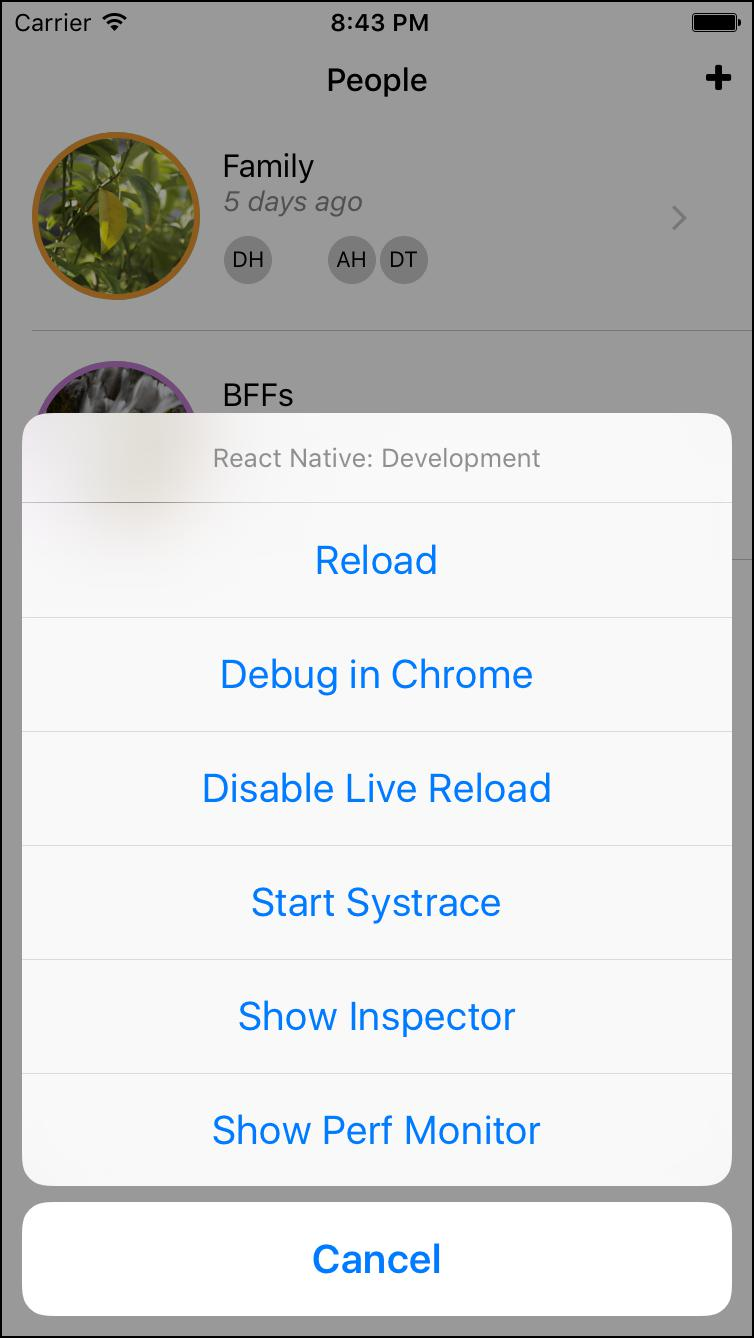 Carrier 8:43 PM
People +
Family
5 days ago
DH AH DT
BFFs
React Native: Development
Reload
Debug in Chrome
Disable Live Reload
Start Systrace
Show Inspector
Show Perf Monitor
Cancel